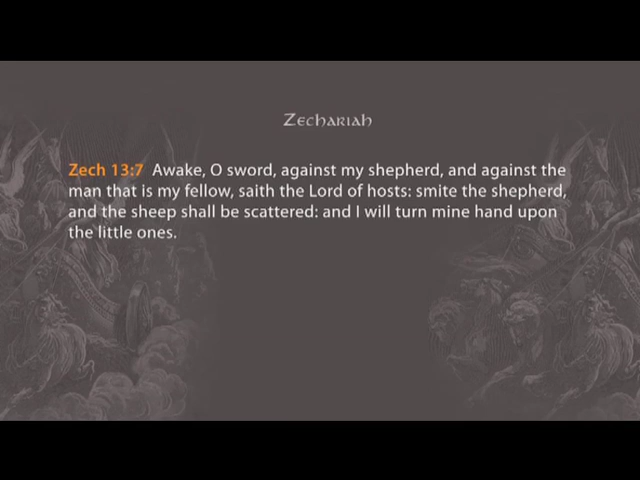 Zechariah
Zech 13:7 Awake, O sword, against my shepherd, and against the
man that is my fellow, saith the Lord of hosts: smite the shepherd,
and the sheep shall be scattered: and I will turn mine hand upon
the little ones.